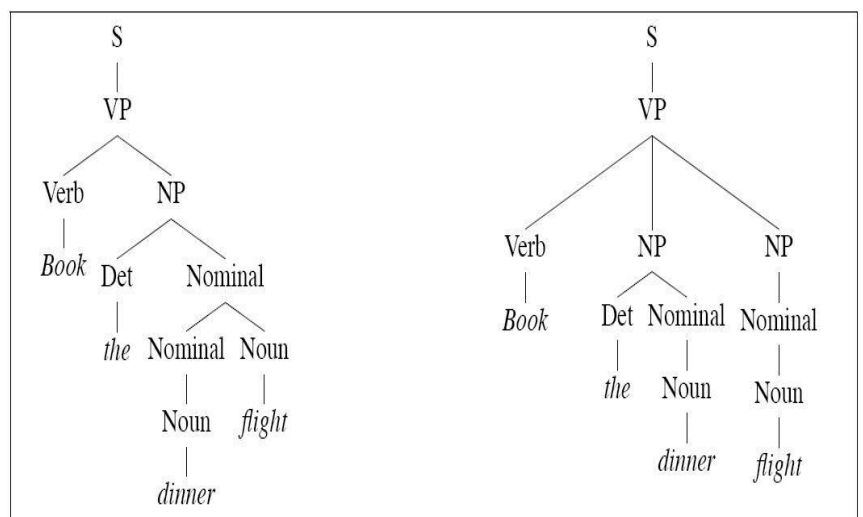 S
VP
Verb NP
Book Det Nominal
the Nominal Noun
Noun flight
dinner
S
VP
Verb NP NP
Book Det Nominal Nominal
the Noun Noun
dinner flight